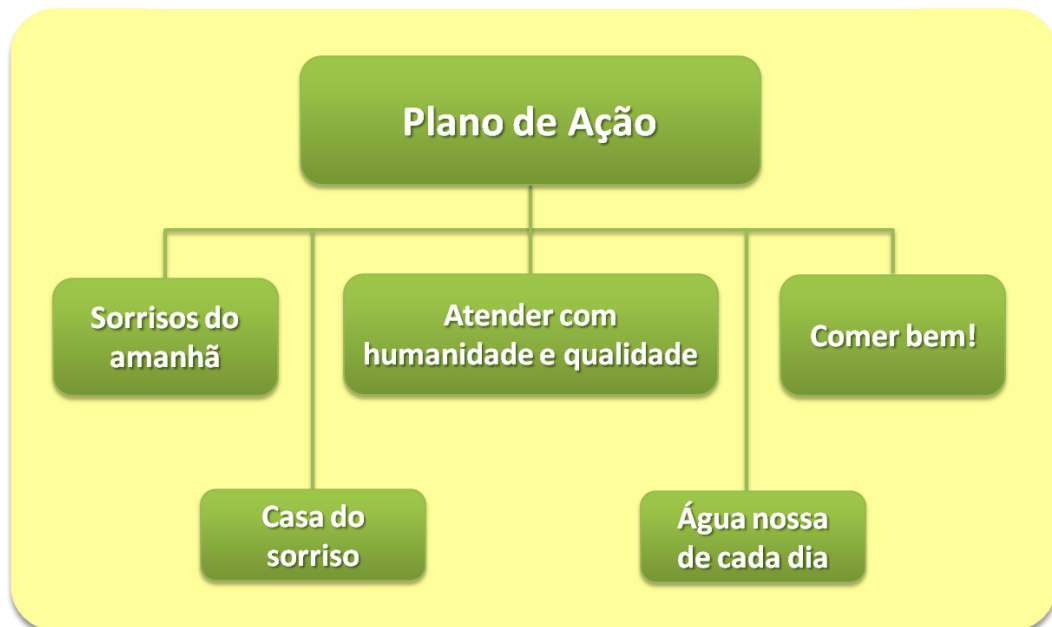 Plano de Ação
Sorrisos do
amanhã
Atender com
humanidade e qualidade
Comer bem!
Casa do
sorriso
Água nossa
de cada dia